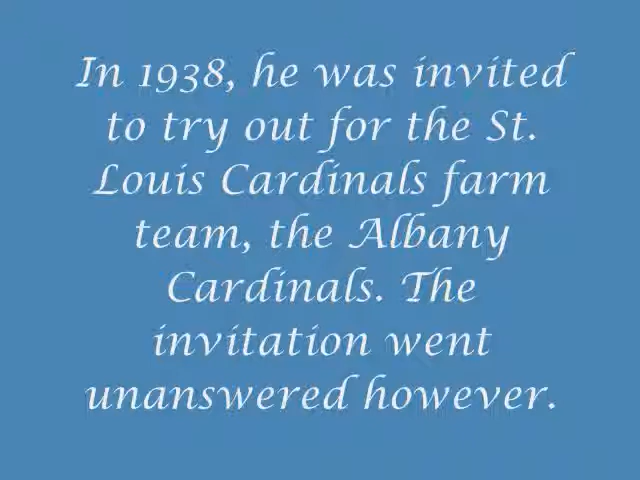 In 1938, he was invited
to try out for the St.
Louis Cardinals farm
team, the Albany
Cardinals. The
invitation went
unanswered however.